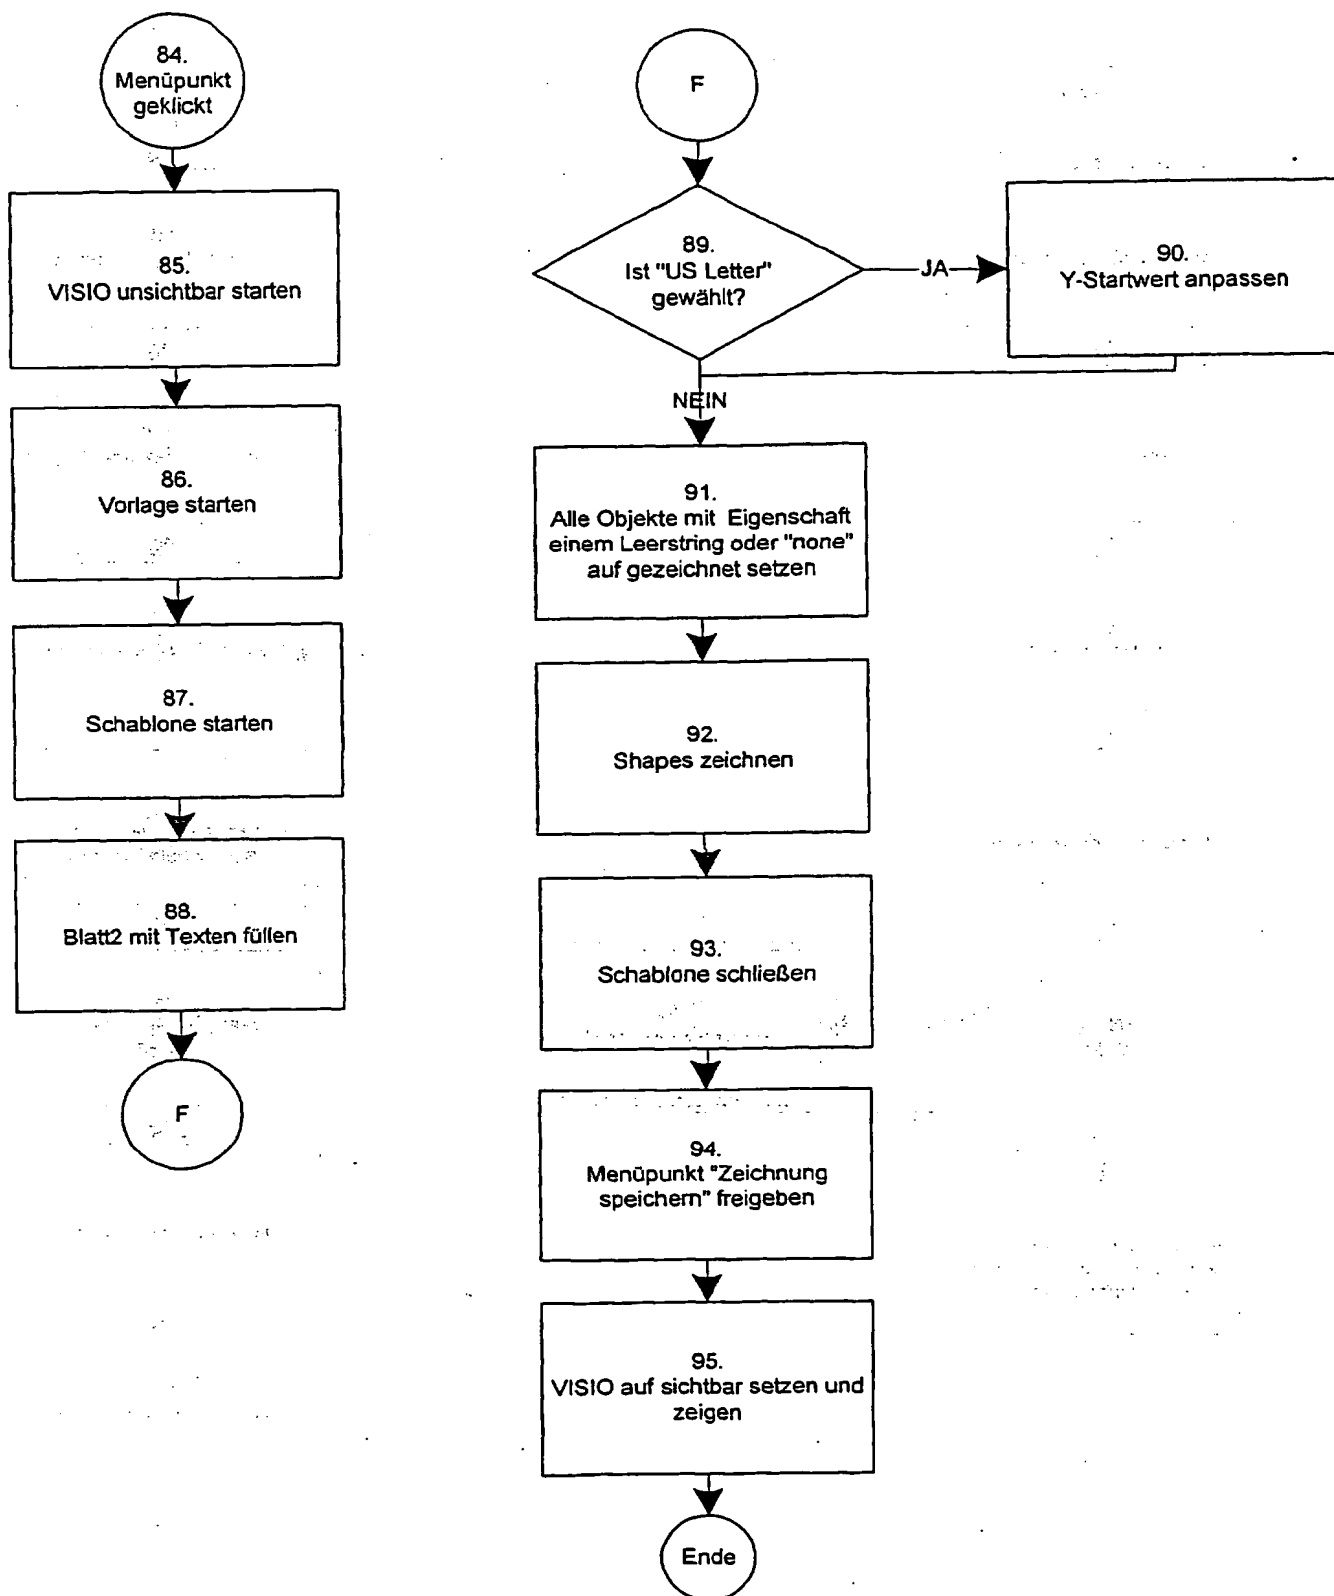 84.
Menüpunkt
geklickt
85.
VISIO unsichtbar starten
86.
Vorlage starten
87.
Schablone starten
88.
Blatt2 mit Texten füllen
F
F
89.
Ist "US Letter"
gewählt?
JA
90.
Y-Startwert anpassen
NEIN
91.
Alle Objekte mit Eigenschaft
einem Leerstring oder "none"
auf gezeichnet setzen
92.
Shapes zeichnen
93.
Schablone schließen
94.
Menüpunkt "Zeichnung
speichern" freigeben
95.
VISIO auf sichtbar setzen und
zeigen
Ende